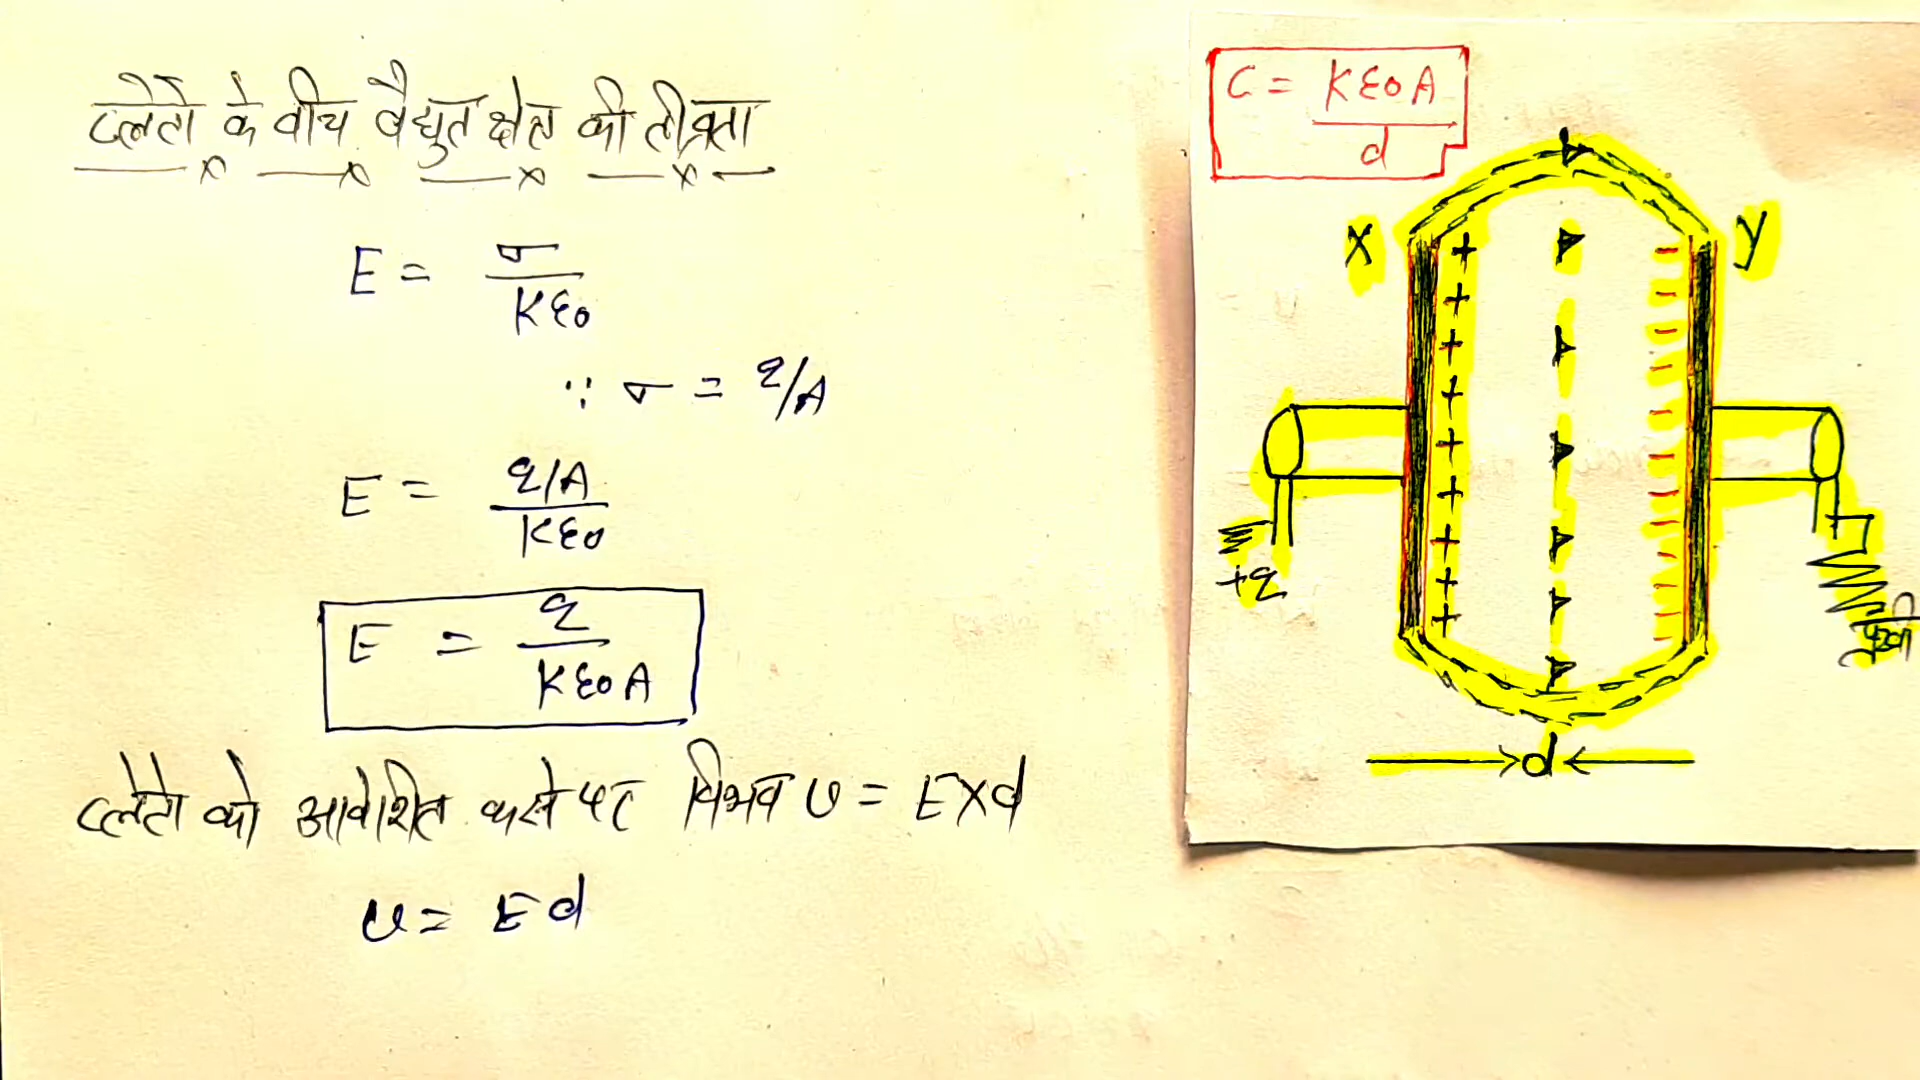 प्लेटो के बीच वैद्युत क्षेत्र की तीव्रता
E = σ/Kε0
∵ σ = q/A
E = q/A / Kε0
E = q / Kε0A
प्लेटो को आवेशित करने पर विभव v = E×d
v = Ed
C = Kε0A / d
X
Y
+q
पृथ्वी
d